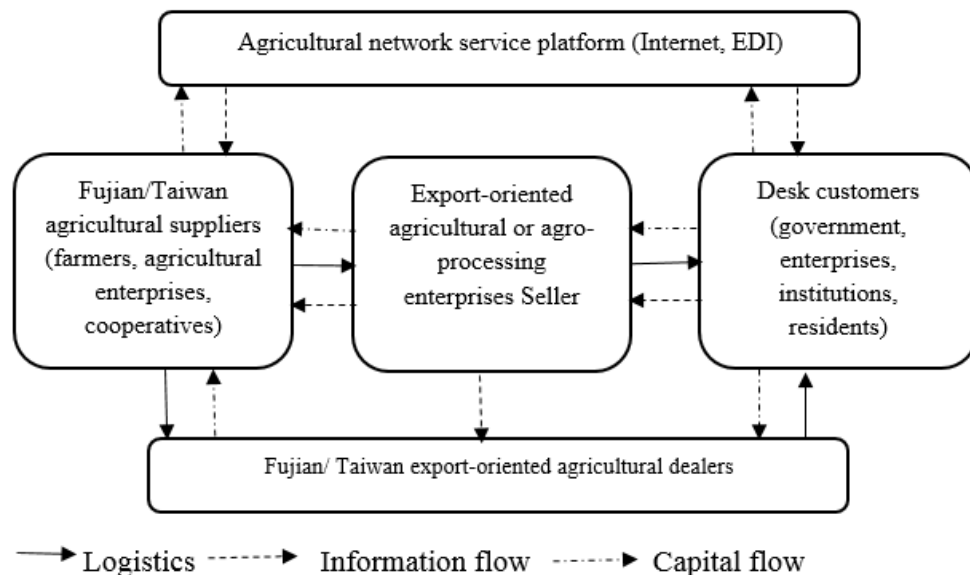 Agricultural network service platform (Internet, EDI)
Fujian/Taiwan
agricultural suppliers
(farmers, agricultural
enterprises,
cooperatives)
Export-oriented
agricultural or agro-
processing
enterprises Seller
Desk customers
(government,
enterprises,
institutions,
residents)
Fujian/ Taiwan export-oriented agricultural dealers
Logistics Information flow Capital flow